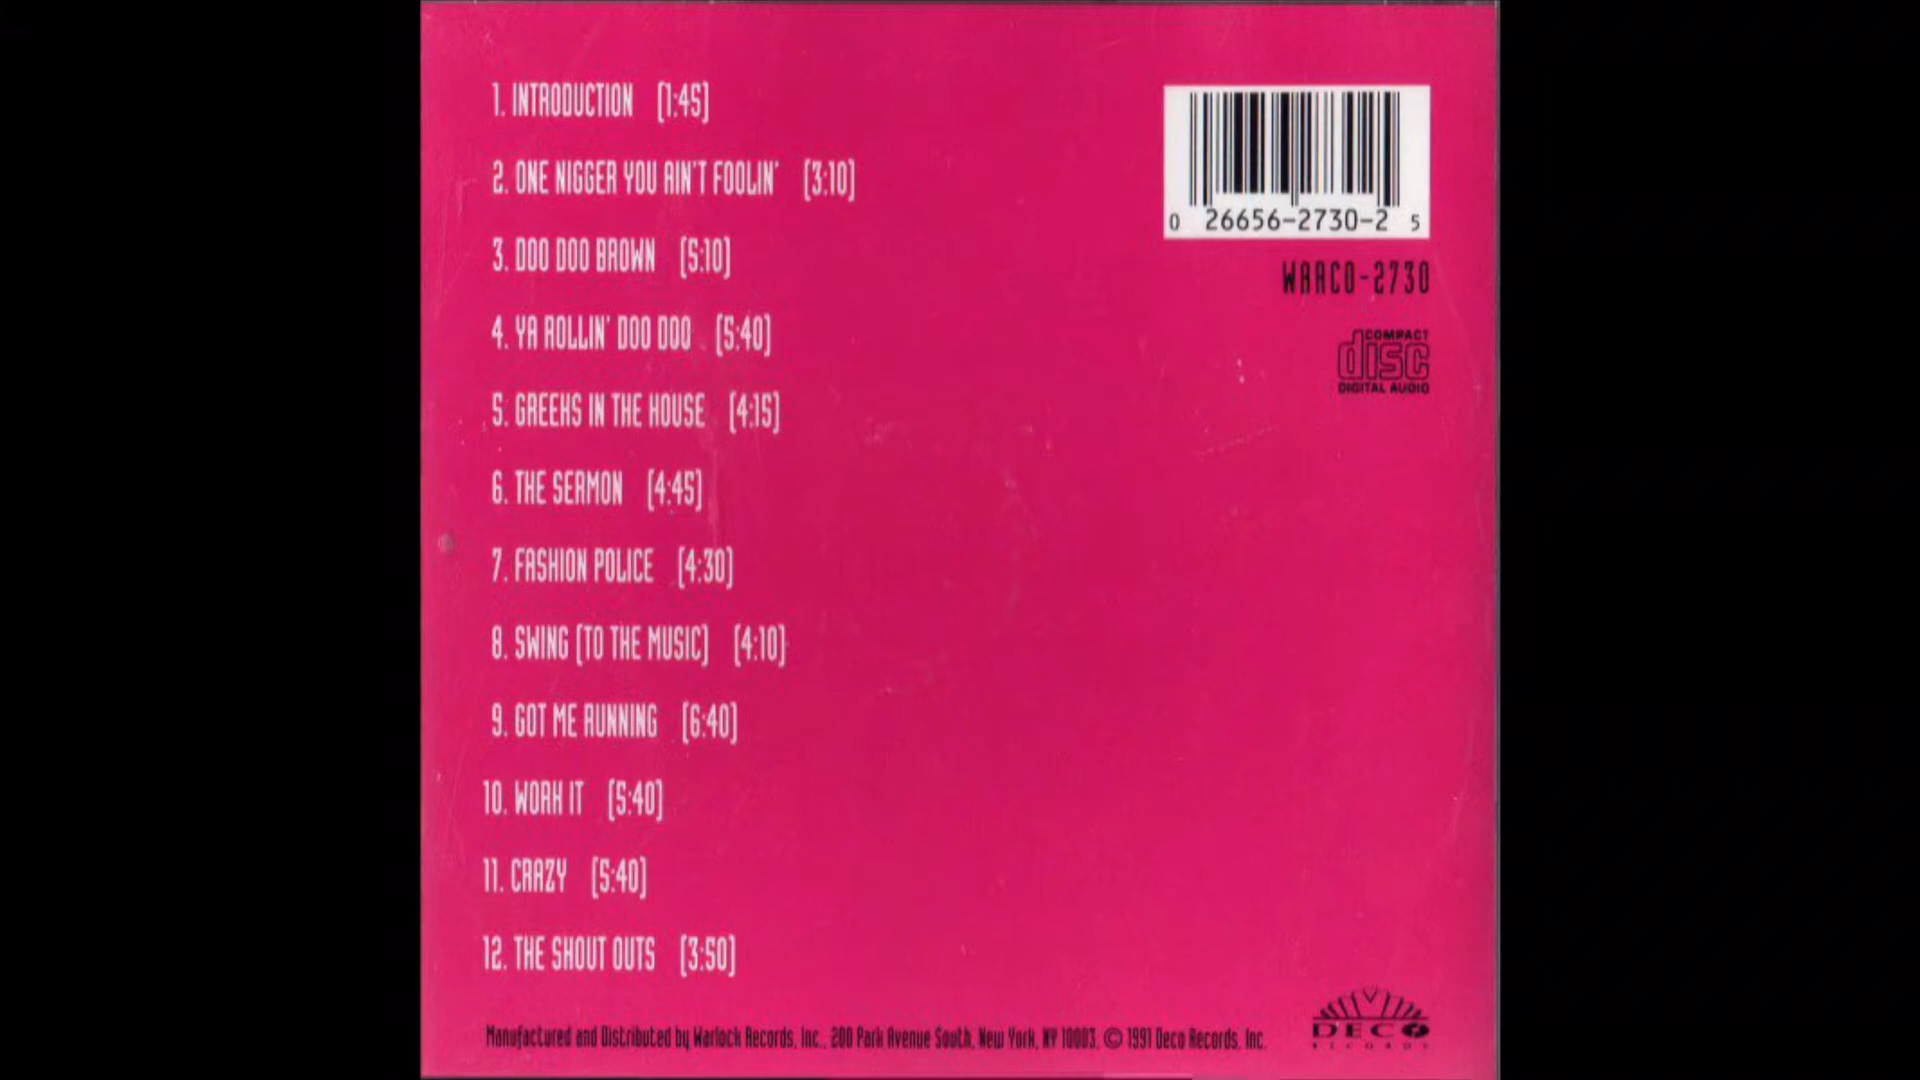 1. INTRODUCTION [1:45]
2. ONE NIGGER YOU AIN'T FOOLIN' [3:10]
3. DOO DOO BROWN [5:10]
4. YA ROLLIN' DOO DOO [5:40]
5. GREEKS IN THE HOUSE [4:15]
6. THE SERMON [4:45]
7. FASHION POLICE [4:30]
8. SWING [TO THE MUSIC] [4:10]
9. GOT ME RUNNING [6:40]
10. WORK IT [5:40]
11. CRAZY [5:40]
12. THE SHOUT OUTS [3:50]
0 26656-2730-2 5
WARCD-2730
COMPACT
disc
DIGITAL AUDIO
Manufactured and Distributed by Warlock Records, Inc., 200 Park Avenue South, New York, NY 10003. © 1991 Deco Records, Inc.
DECO
RECORDS